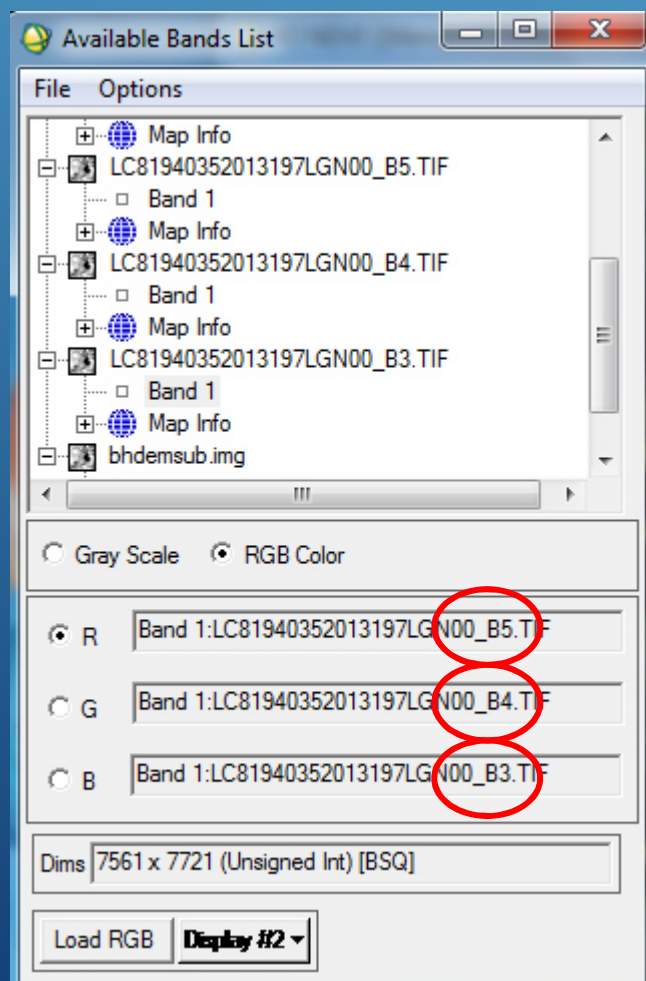 Available Bands List
File Options
Map Info
LC81940352013197LGN00_B5.TIF
Band 1
Map Info
LC81940352013197LGN00_B4.TIF
Band 1
Map Info
LC81940352013197LGN00_B3.TIF
Band 1
Map Info
bhdemsub.img
Gray Scale RGB Color
R Band 1:LC81940352013197LGN00_B5.TIF
G Band 1:LC81940352013197LGN00_B4.TIF
B Band 1:LC81940352013197LGN00_B3.TIF
Dims 7561 x 7721 (Unsigned Int) [BSQ]
Load RGB Display #2